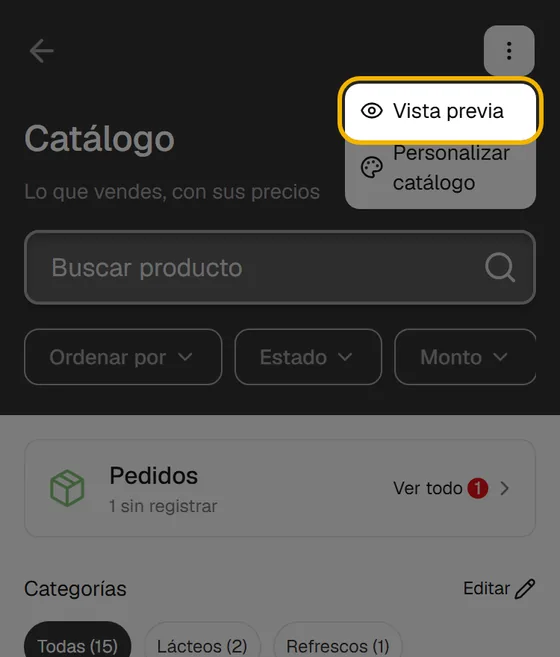 Vista previa
Catálogo
Personalizar
catálogo
Lo que vendes, con sus precios
Buscar producto
Ordenar por
Estado
Monto
Pedidos
1 sin registrar
Ver todo 1
Categorías
Editar
Todas (15)
Lácteos (2)
Refrescos (1)